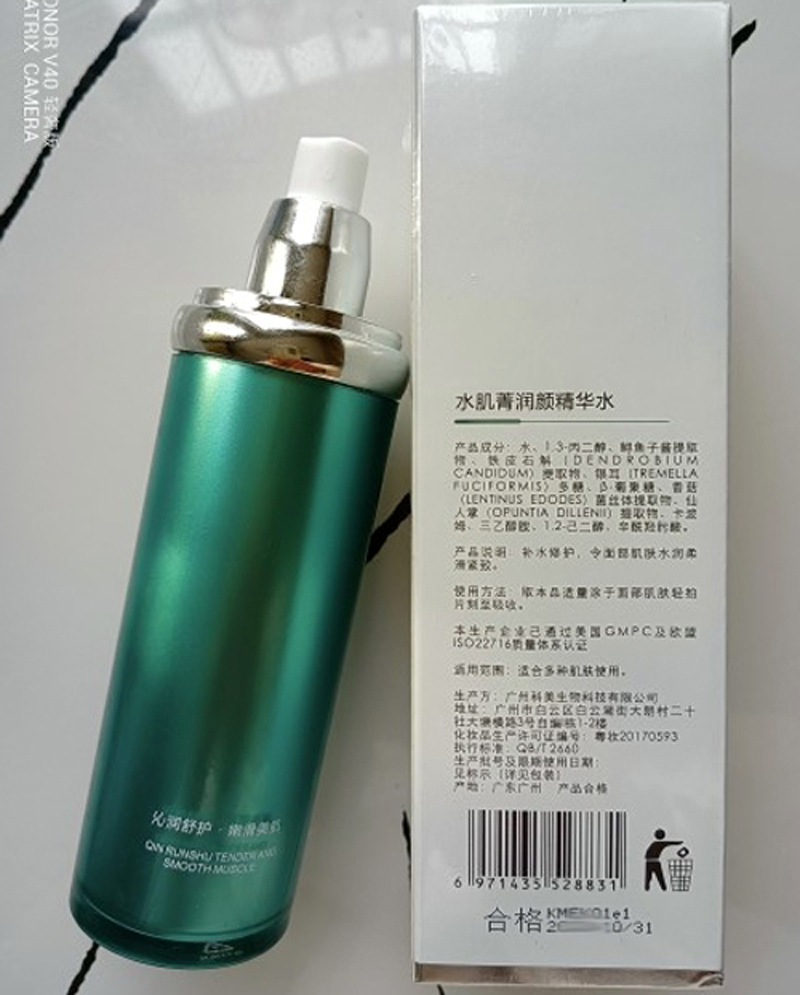 HONOR V40 轻奢版
MATRIX CAMERA
沁润舒护·嫩滑美肌
QIN RUNSHU TENDER AND
SMOOTH MUSCLE
水肌菁润颜精华水
产品成分：水、1,3-丙二醇、鲟鱼子酱提取
物、铁皮石斛（DENDROBIUM
CANDIDUM）提取物、银耳（TREMELLA
FUCIFORMIS）多糖、β-葡聚糖、香菇
（LENTINUS EDODES）菌丝体提取物、仙
人掌（OPUNTIA DILLENII）提取物、卡波
姆、三乙醇胺、1,2-己二醇、辛酰羟肟酸。
产品说明：补水修护，令面部肌肤水润柔
滑紧致。
使用方法：取本品适量涂于面部肌肤轻拍
片刻至吸收。
本生产企业已通过美国GMPC及欧盟
ISO22716质量体系认证
适用范围：适合多种肌肤使用。
生产方：广州科美生物科技有限公司
地址：广州市白云区白云湖街大朗村二十
社大塘横路3号自编 栋1-2楼
化妆品生产许可证编号：粤妆20170593
执行标准：QB/T 2660
生产批号及限期使用日期：
见标示（详见包装）
产地：广东广州 产品合格
6 971435 528831
合格 KMEK01e1
10/31